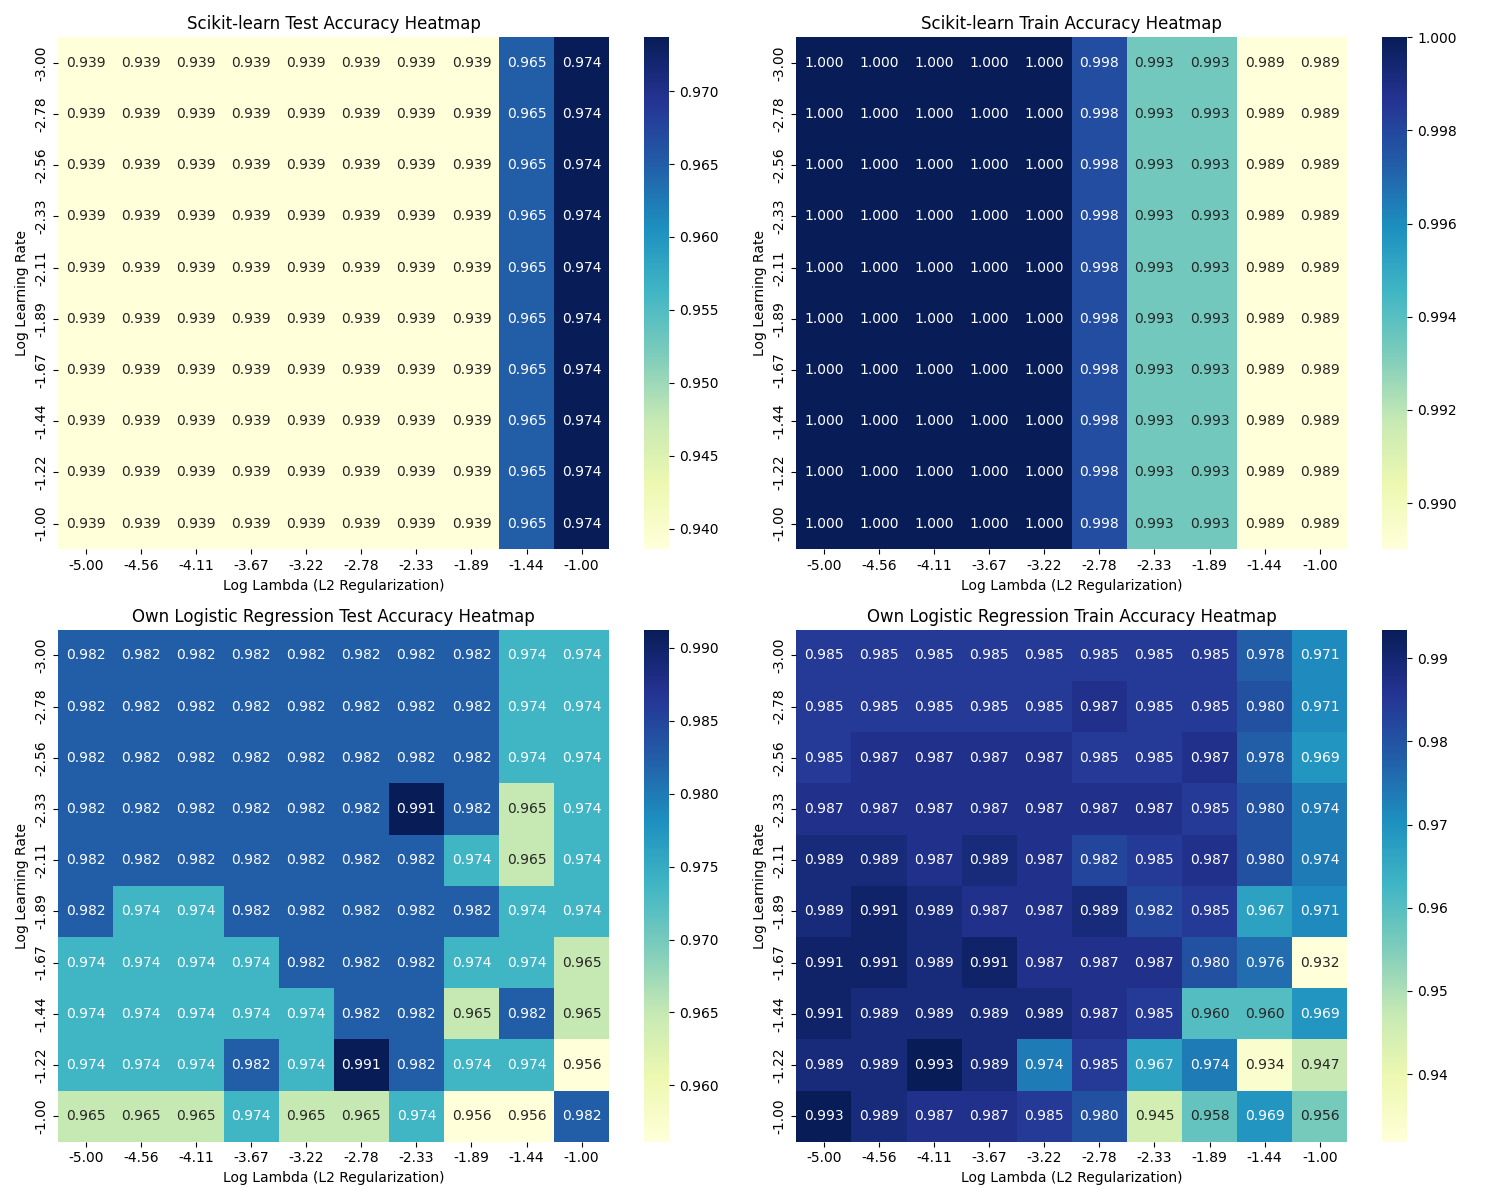 Scikit-learn Test Accuracy Heatmap
Log Learning Rate
-3.00 0.939 0.939 0.939 0.939 0.939 0.939 0.939 0.939 0.965 0.974
-2.78 0.939 0.939 0.939 0.939 0.939 0.939 0.939 0.939 0.965 0.974
-2.56 0.939 0.939 0.939 0.939 0.939 0.939 0.939 0.939 0.965 0.974
-2.33 0.939 0.939 0.939 0.939 0.939 0.939 0.939 0.939 0.965 0.974
-2.11 0.939 0.939 0.939 0.939 0.939 0.939 0.939 0.939 0.965 0.974
-1.89 0.939 0.939 0.939 0.939 0.939 0.939 0.939 0.939 0.965 0.974
-1.67 0.939 0.939 0.939 0.939 0.939 0.939 0.939 0.939 0.965 0.974
-1.44 0.939 0.939 0.939 0.939 0.939 0.939 0.939 0.939 0.965 0.974
-1.22 0.939 0.939 0.939 0.939 0.939 0.939 0.939 0.939 0.965 0.974
-1.00 0.939 0.939 0.939 0.939 0.939 0.939 0.939 0.939 0.965 0.974
-5.00 -4.56 -4.11 -3.67 -3.22 -2.78 -2.33 -1.89 -1.44 -1.00
Log Lambda (L2 Regularization)
0.970
0.965
0.960
0.955
0.950
0.945
0.940
Scikit-learn Train Accuracy Heatmap
Log Learning Rate
-3.00 1.000 1.000 1.000 1.000 1.000 0.998 0.993 0.993 0.989 0.989
-2.78 1.000 1.000 1.000 1.000 1.000 0.998 0.993 0.993 0.989 0.989
-2.56 1.000 1.000 1.000 1.000 1.000 0.998 0.993 0.993 0.989 0.989
-2.33 1.000 1.000 1.000 1.000 1.000 0.998 0.993 0.993 0.989 0.989
-2.11 1.000 1.000 1.000 1.000 1.000 0.998 0.993 0.993 0.989 0.989
-1.89 1.000 1.000 1.000 1.000 1.000 0.998 0.993 0.993 0.989 0.989
-1.67 1.000 1.000 1.000 1.000 1.000 0.998 0.993 0.993 0.989 0.989
-1.44 1.000 1.000 1.000 1.000 1.000 0.998 0.993 0.993 0.989 0.989
-1.22 1.000 1.000 1.000 1.000 1.000 0.998 0.993 0.993 0.989 0.989
-1.00 1.000 1.000 1.000 1.000 1.000 0.998 0.993 0.993 0.989 0.989
-5.00 -4.56 -4.11 -3.67 -3.22 -2.78 -2.33 -1.89 -1.44 -1.00
Log Lambda (L2 Regularization)
1.000
0.998
0.996
0.994
0.992
0.990
Own Logistic Regression Test Accuracy Heatmap
Log Learning Rate
-3.00 0.982 0.982 0.982 0.982 0.982 0.982 0.982 0.982 0.974 0.974
-2.78 0.982 0.982 0.982 0.982 0.982 0.982 0.982 0.982 0.974 0.974
-2.56 0.982 0.982 0.982 0.982 0.982 0.982 0.982 0.982 0.974 0.974
-2.33 0.982 0.982 0.982 0.982 0.982 0.982 0.991 0.982 0.965 0.974
-2.11 0.982 0.982 0.982 0.982 0.982 0.982 0.982 0.974 0.965 0.974
-1.89 0.982 0.974 0.974 0.982 0.982 0.982 0.982 0.982 0.974 0.974
-1.67 0.974 0.974 0.974 0.974 0.982 0.982 0.982 0.974 0.974 0.965
-1.44 0.974 0.974 0.974 0.974 0.974 0.982 0.982 0.965 0.982 0.965
-1.22 0.974 0.974 0.974 0.982 0.974 0.991 0.982 0.974 0.974 0.956
-1.00 0.965 0.965 0.965 0.974 0.965 0.965 0.974 0.956 0.956 0.982
-5.00 -4.56 -4.11 -3.67 -3.22 -2.78 -2.33 -1.89 -1.44 -1.00
Log Lambda (L2 Regularization)
0.990
0.985
0.980
0.975
0.970
0.965
0.960
Own Logistic Regression Train Accuracy Heatmap
Log Learning Rate
-3.00 0.985 0.985 0.985 0.985 0.985 0.985 0.985 0.985 0.978 0.971
-2.78 0.985 0.985 0.985 0.985 0.985 0.987 0.985 0.985 0.980 0.971
-2.56 0.985 0.987 0.987 0.987 0.987 0.985 0.985 0.987 0.978 0.969
-2.33 0.987 0.987 0.987 0.987 0.987 0.987 0.987 0.985 0.980 0.974
-2.11 0.989 0.989 0.987 0.989 0.987 0.982 0.985 0.987 0.980 0.974
-1.89 0.989 0.991 0.989 0.987 0.987 0.989 0.982 0.985 0.967 0.971
-1.67 0.991 0.991 0.989 0.991 0.987 0.987 0.987 0.980 0.976 0.932
-1.44 0.991 0.989 0.989 0.989 0.989 0.987 0.985 0.960 0.960 0.969
-1.22 0.989 0.989 0.993 0.989 0.974 0.985 0.967 0.974 0.934 0.947
-1.00 0.993 0.989 0.987 0.987 0.985 0.980 0.945 0.958 0.969 0.956
-5.00 -4.56 -4.11 -3.67 -3.22 -2.78 -2.33 -1.89 -1.44 -1.00
Log Lambda (L2 Regularization)
0.99
0.98
0.97
0.96
0.95
0.94